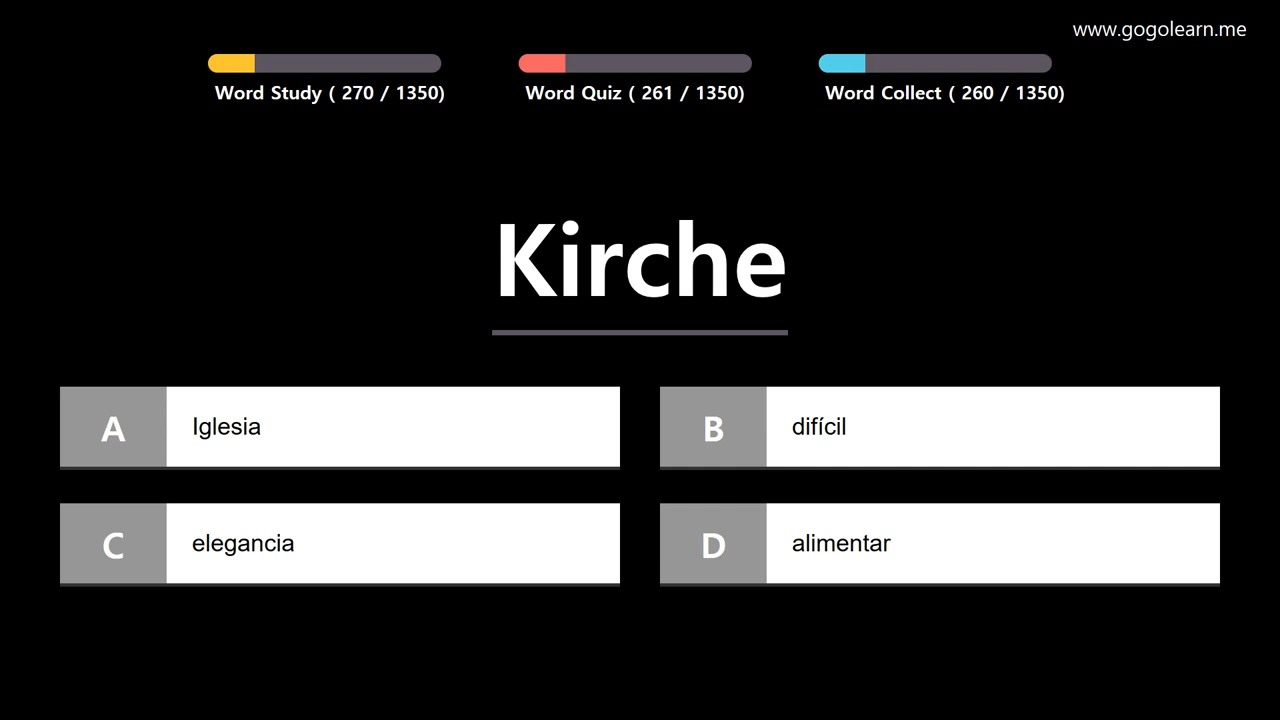 www.gogolearn.me
Word Study ( 270 / 1350)
Word Quiz ( 261 / 1350)
Word Collect ( 260 / 1350)
Kirche
A Iglesia
B difícil
C elegancia
D alimentar